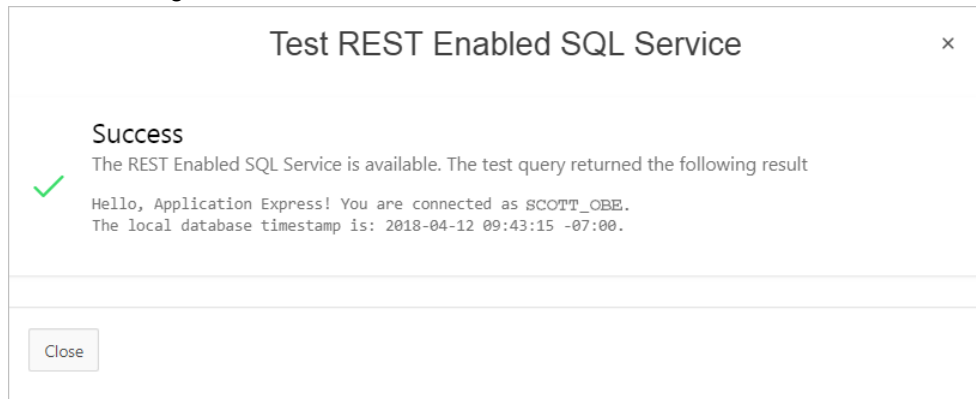 Test REST Enabled SQL Service
×
Success
The REST Enabled SQL Service is available. The test query returned the following result
Hello, Application Express! You are connected as SCOTT_OBE.
The local database timestamp is: 2018-04-12 09:43:15 -07:00.
Close